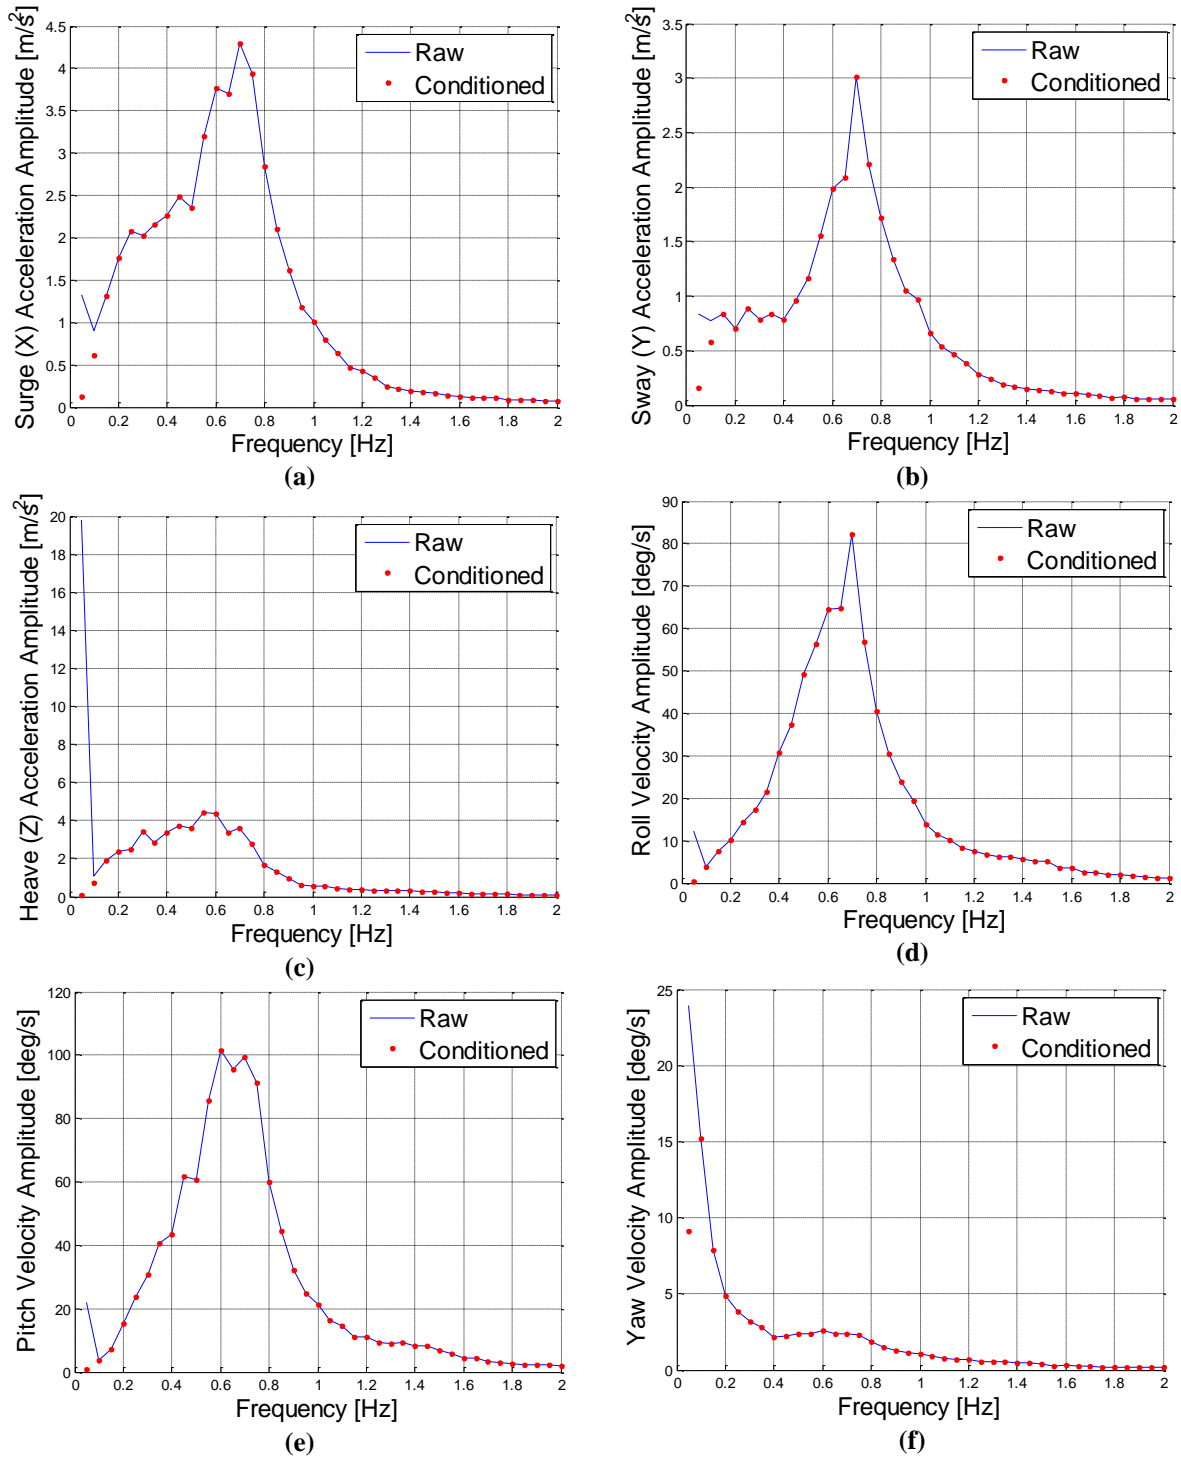 Surge (X) Acceleration Amplitude [m/s²]
4.5
4
3.5
3
2.5
2
1.5
1
0.5
0
Raw
Conditioned
0 0.2 0.4 0.6 0.8 1 1.2 1.4 1.6 1.8 2
Frequency [Hz]
(a)
Sway (Y) Acceleration Amplitude [m/s²]
3.5
3
2.5
2
1.5
1
0.5
0
Raw
Conditioned
0 0.2 0.4 0.6 0.8 1 1.2 1.4 1.6 1.8 2
Frequency [Hz]
(b)
Heave (Z) Acceleration Amplitude [m/s²]
20
18
16
14
12
10
8
6
4
2
0
Raw
Conditioned
0 0.2 0.4 0.6 0.8 1 1.2 1.4 1.6 1.8 2
Frequency [Hz]
(c)
Roll Velocity Amplitude [deg/s]
90
80
70
60
50
40
30
20
10
0
Raw
Conditioned
0 0.2 0.4 0.6 0.8 1 1.2 1.4 1.6 1.8 2
Frequency [Hz]
(d)
Pitch Velocity Amplitude [deg/s]
120
100
80
60
40
20
0
Raw
Conditioned
0 0.2 0.4 0.6 0.8 1 1.2 1.4 1.6 1.8 2
Frequency [Hz]
(e)
Yaw Velocity Amplitude [deg/s]
25
20
15
10
5
0
Raw
Conditioned
0 0.2 0.4 0.6 0.8 1 1.2 1.4 1.6 1.8 2
Frequency [Hz]
(f)